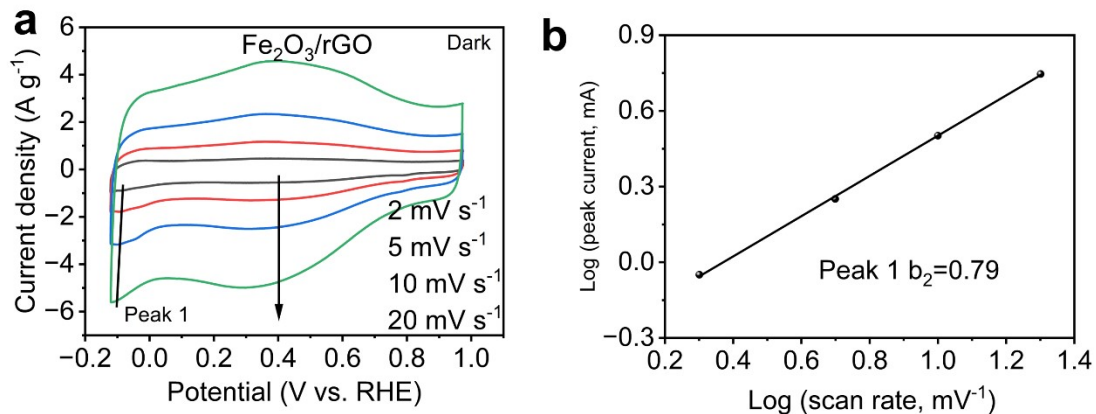 a
Fe₂O₃/rGO
Dark
Current density (A g⁻¹)
6
4
2
0
−2
−4
−6
2 mV s⁻¹
5 mV s⁻¹
10 mV s⁻¹
20 mV s⁻¹
Peak 1
−0.2 0.0 0.2 0.4 0.6 0.8 1.0
Potential (V vs. RHE)
b
Log (peak current, mA)
0.9
0.6
0.3
0.0
−0.3
Peak 1 b₂=0.79
0.2 0.4 0.6 0.8 1.0 1.2 1.4
Log (scan rate, mV⁻¹)